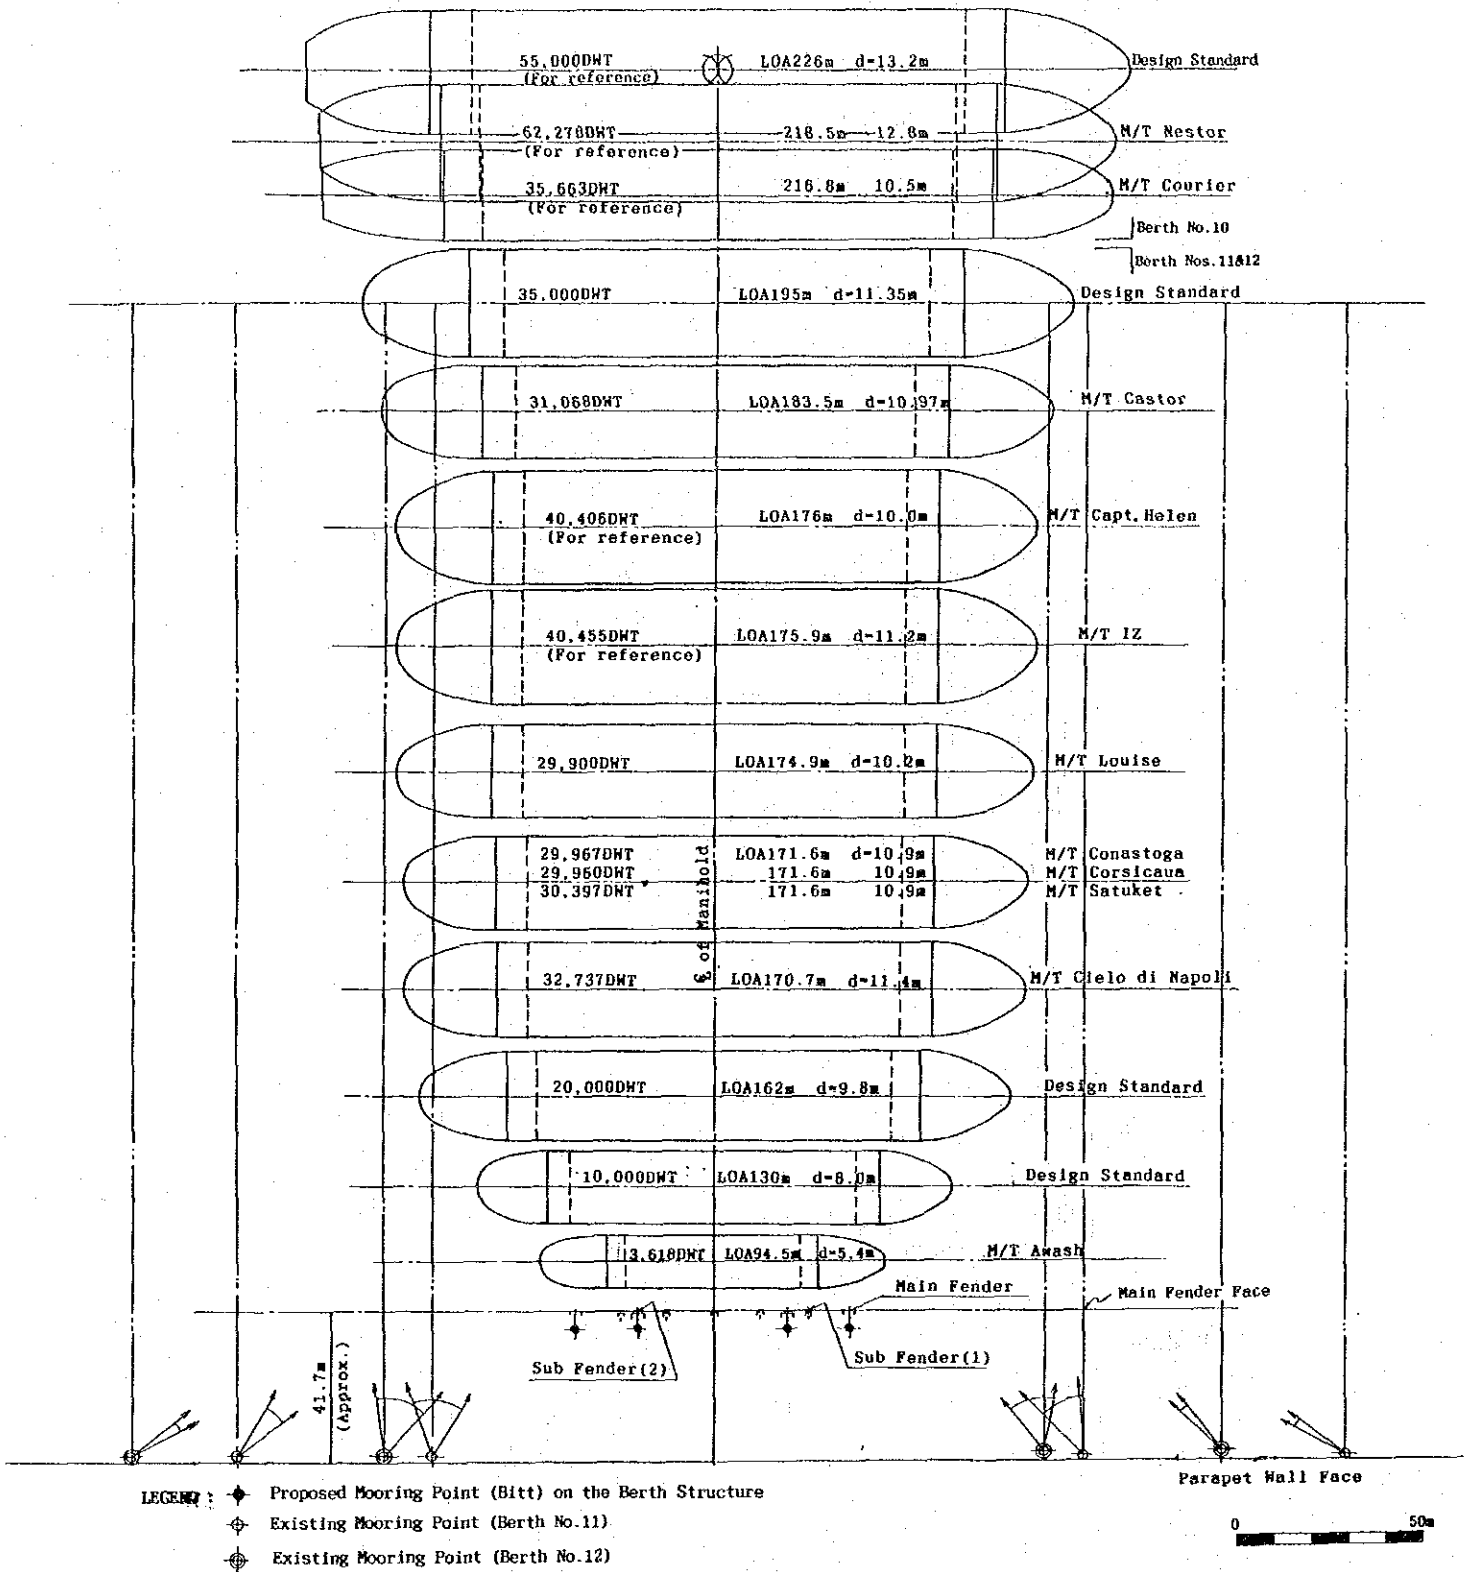 55,000DWT LOA226m d=13.2m Design Standard
(For reference)
62,278DWT 218.5m 12.8m M/T Nestor
(For reference)
35,663DWT 216.8m 10.5m M/T Courier
(For reference)
Berth No.10
Berth Nos.11&12
35,000DWT LOA195m d=11.35m Design Standard
31,068DWT LOA183.5m d=10.97m M/T Castor
40,406DWT LOA176m d=10.0m M/T Capt.Helen
(For reference)
40,455DWT LOA175.9m d=11.2m M/T IZ
(For reference)
29,900DWT LOA174.9m d=10.2m M/T Louise
29,967DWT LOA171.6m d=10.9m M/T Conastoga
29,960DWT 171.6m 10.9m M/T Corsicaua
30,397DWT 171.6m 10.9m M/T Satuket
℄ of Manihold
32,737DWT LOA170.7m d=11.4m M/T Cielo di Napoli
20,000DWT LOA162m d=9.8m Design Standard
10,000DWT LOA130m d=8.0m Design Standard
3,618DWT LOA94.5m d=5.4m M/T Awash
Main Fender
Main Fender Face
Sub Fender(2)
Sub Fender(1)
41.7m
(Approx.)
Parapet Wall Face
LEGEND : Proposed Mooring Point (Bitt) on the Berth Structure
Existing Mooring Point (Berth No.11)
Existing Mooring Point (Berth No.12)
0 50m